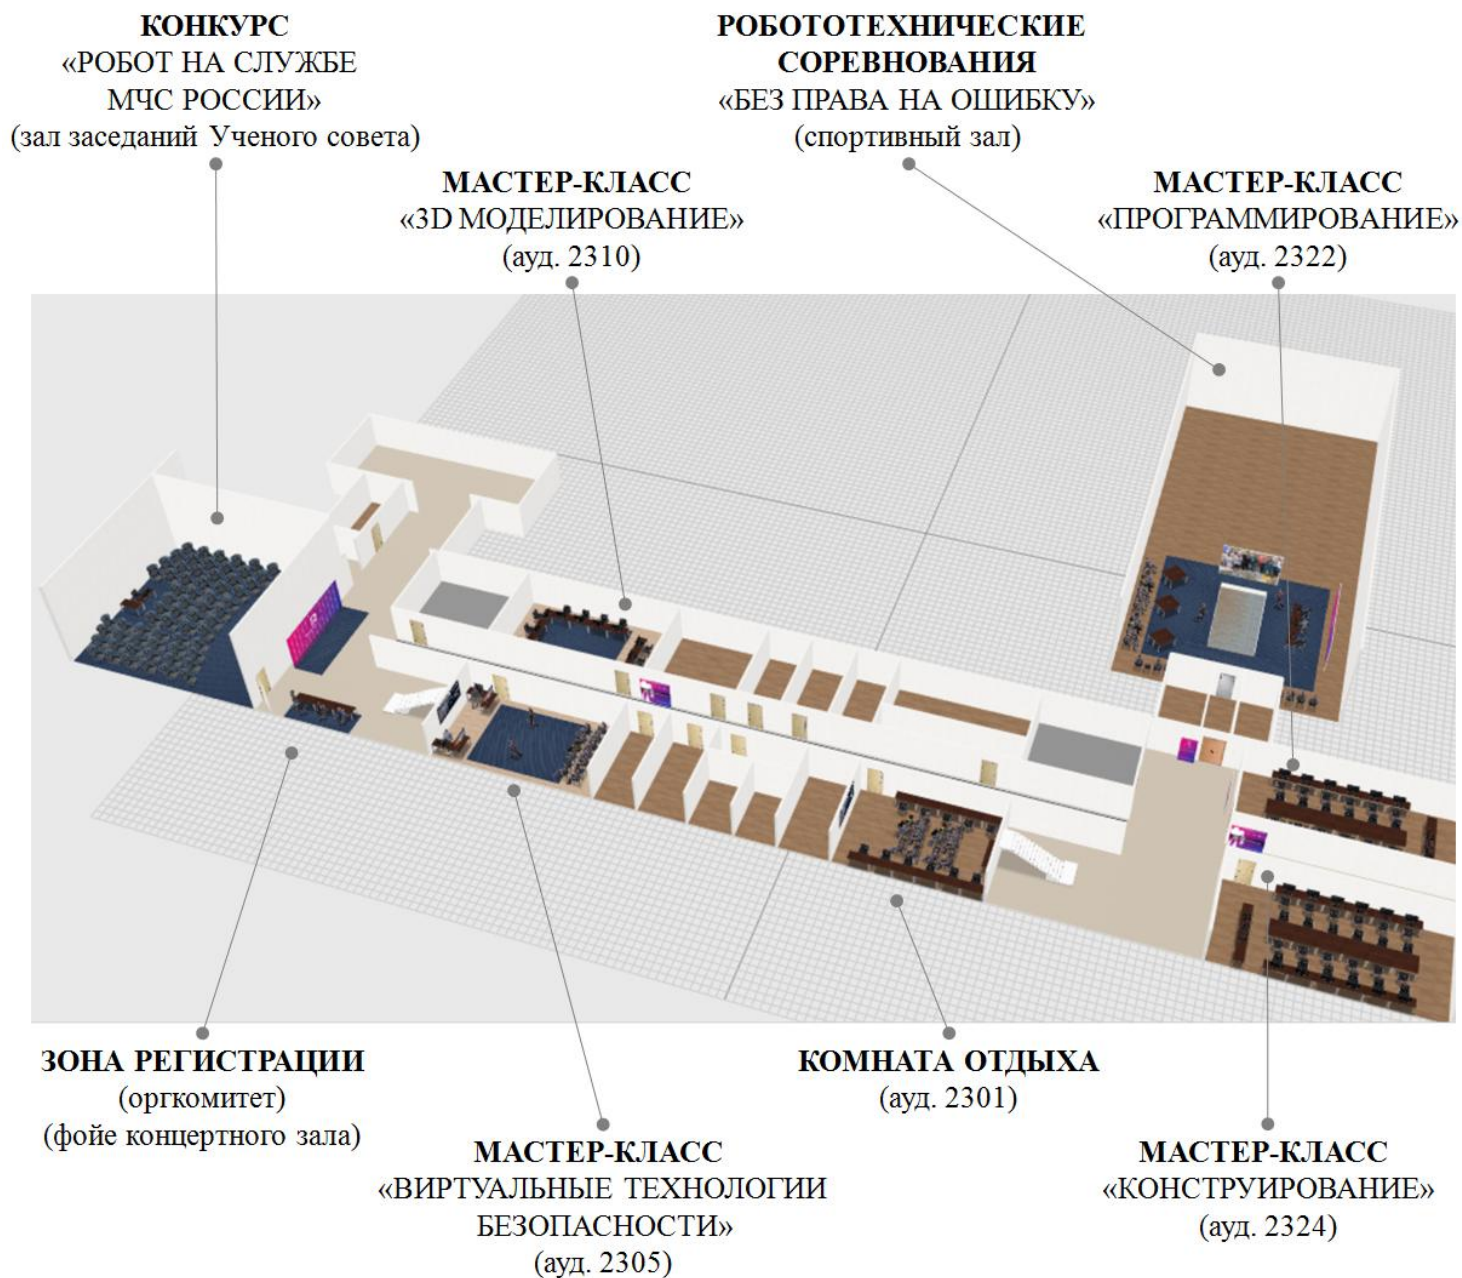 КОНКУРС
«РОБОТ НА СЛУЖБЕ
МЧС РОССИИ»
(зал заседаний Ученого совета)
РОБОТОТЕХНИЧЕСКИЕ
СОРЕВНОВАНИЯ
«БЕЗ ПРАВА НА ОШИБКУ»
(спортивный зал)
МАСТЕР-КЛАСС
«3D МОДЕЛИРОВАНИЕ»
(ауд. 2310)
МАСТЕР-КЛАСС
«ПРОГРАММИРОВАНИЕ»
(ауд. 2322)
ЗОНА РЕГИСТРАЦИИ
(оргкомитет)
(фойе концертного зала)
КОМНАТА ОТДЫХА
(ауд. 2301)
МАСТЕР-КЛАСС
«ВИРТУАЛЬНЫЕ ТЕХНОЛОГИИ
БЕЗОПАСНОСТИ»
(ауд. 2305)
МАСТЕР-КЛАСС
«КОНСТРУИРОВАНИЕ»
(ауд. 2324)